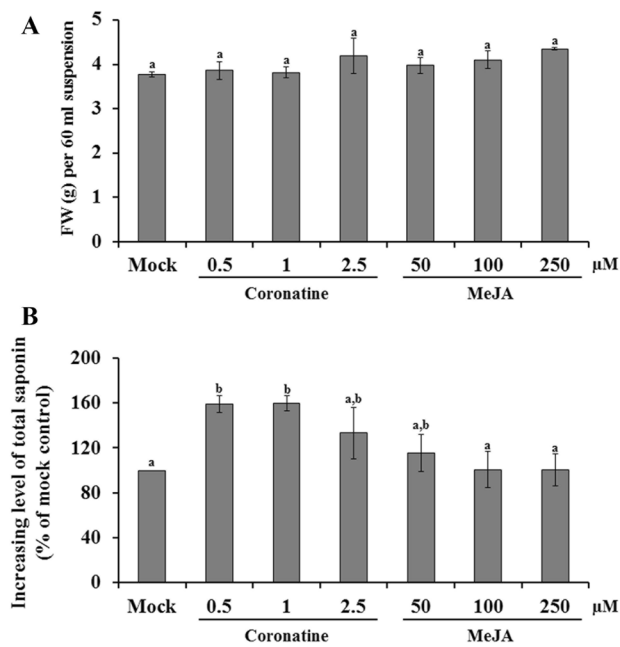 A
FW (g) per 60 ml suspension
5
4
3
2
1
0
a
a
a
a
a
a
a
Mock
0.5
1
2.5
50
100
250
μM
Coronatine
MeJA
B
Increasing level of total saponin
(% of mock control)
200
160
120
80
40
0
a
b
b
a,b
a,b
a
a
Mock
0.5
1
2.5
50
100
250
μM
Coronatine
MeJA